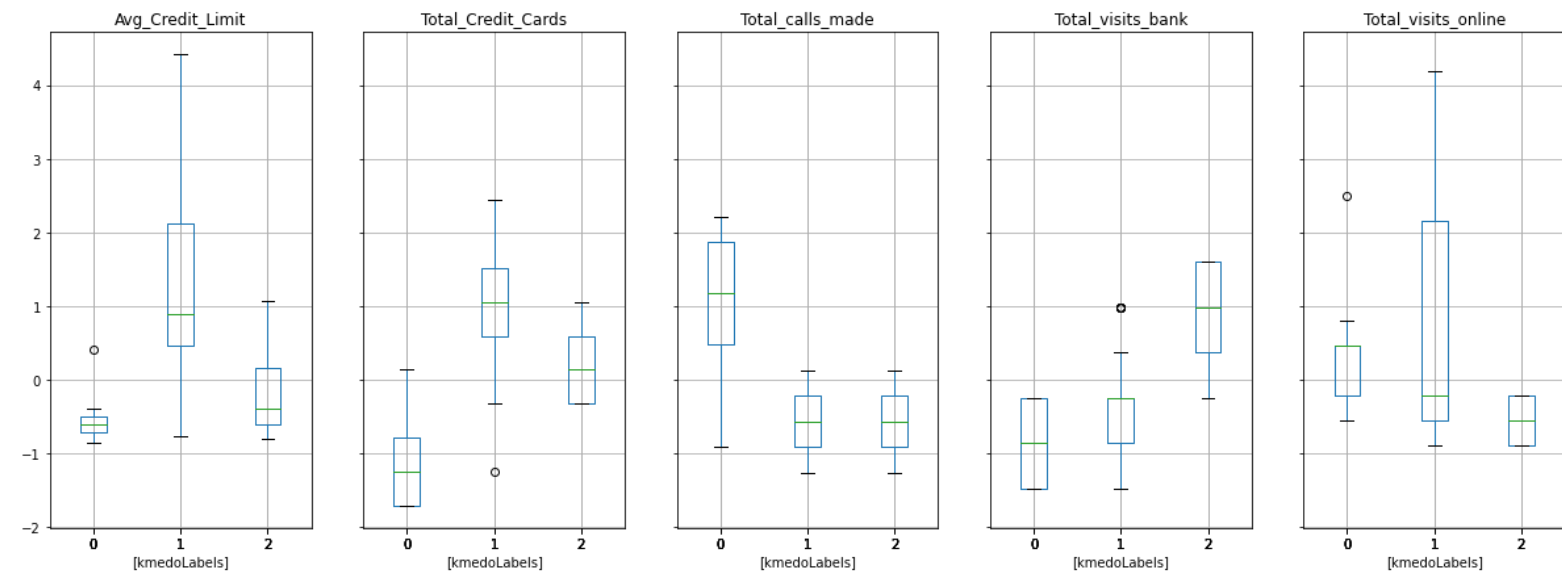 Avg_Credit_Limit Total_Credit_Cards Total_calls_made Total_visits_bank Total_visits_online
4
3
2
1
0
−1
−2
0 1 2 0 1 2 0 1 2 0 1 2 0 1 2
[kmedoLabels] [kmedoLabels] [kmedoLabels] [kmedoLabels] [kmedoLabels]